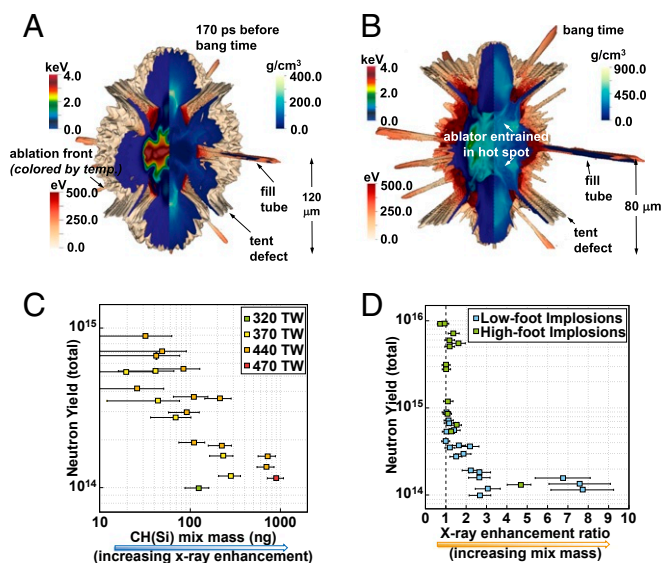 A
170 ps before
bang time
keV
4.0
2.0
0.0
g/cm³
400.0
200.0
0.0
ablation front
(colored by temp.)
eV
500.0
250.0
0.0
fill
tube
120
μm
tent
defect
B
bang time
keV
4.0
2.0
0.0
g/cm³
900.0
450.0
0.0
ablator entrained
in hot spot
eV
500.0
250.0
0.0
fill
tube
80 μm
tent
defect
C
Neutron Yield (total)
10¹⁵
10¹⁴
320 TW
370 TW
440 TW
470 TW
10 100 1000
CH(Si) mix mass (ng)
(increasing x-ray enhancement)
D
Neutron Yield (total)
10¹⁶
10¹⁵
10¹⁴
Low-foot Implosions
High-foot Implosions
0 1 2 3 4 5 6 7 8 9 10
X-ray enhancement ratio
(increasing mix mass)